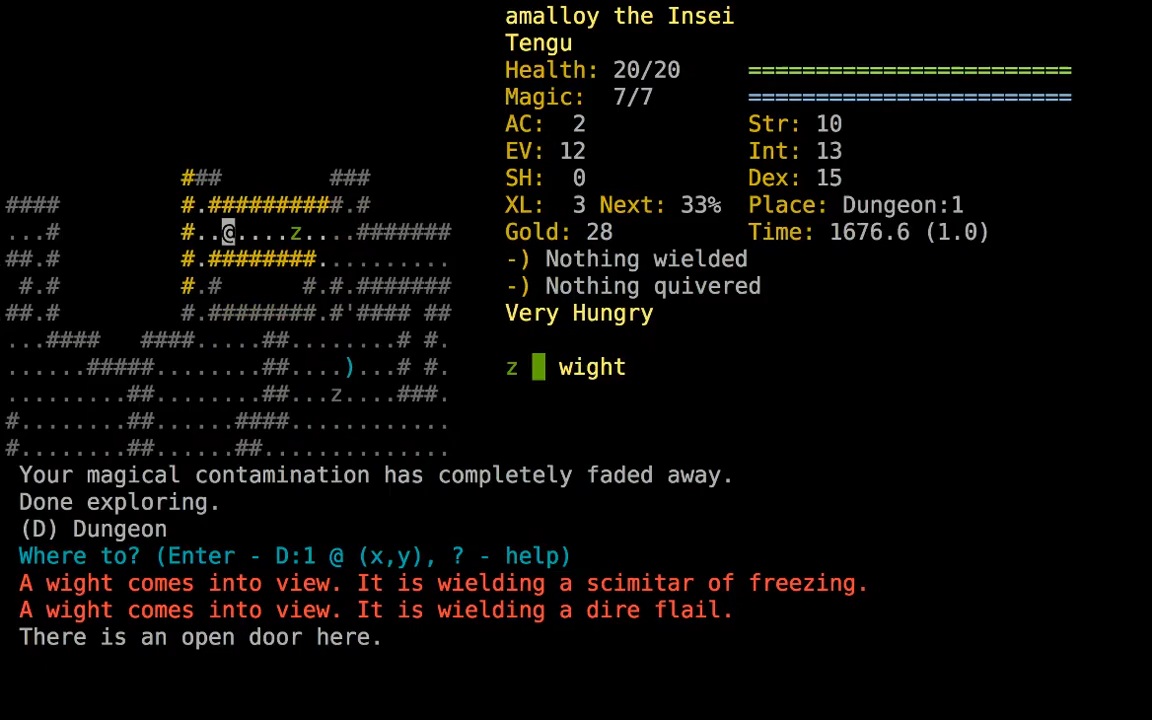 amalloy the Insei
Tengu
Health: 20/20 ========================
Magic: 7/7 ========================
AC: 2 Str: 10
EV: 12 Int: 13
### ### SH: 0 Dex: 15
#### #.##########.# XL: 3 Next: 33% Place: Dungeon:1
...# #..@....z....####### Gold: 28 Time: 1676.6 (1.0)
##.# #.########.......... -) Nothing wielded
#.# #.# #.#.####### -) Nothing quivered
##.# #.########.#'#### ## Very Hungry
...#### ####.....##........# #.
......#####........##....)...# #. z wight
.........##........##...z....###.
#........##......####............
#........##.......##..............
Your magical contamination has completely faded away.
Done exploring.
(D) Dungeon
Where to? (Enter - D:1 @ (x,y), ? - help)
A wight comes into view. It is wielding a scimitar of freezing.
A wight comes into view. It is wielding a dire flail.
There is an open door here.